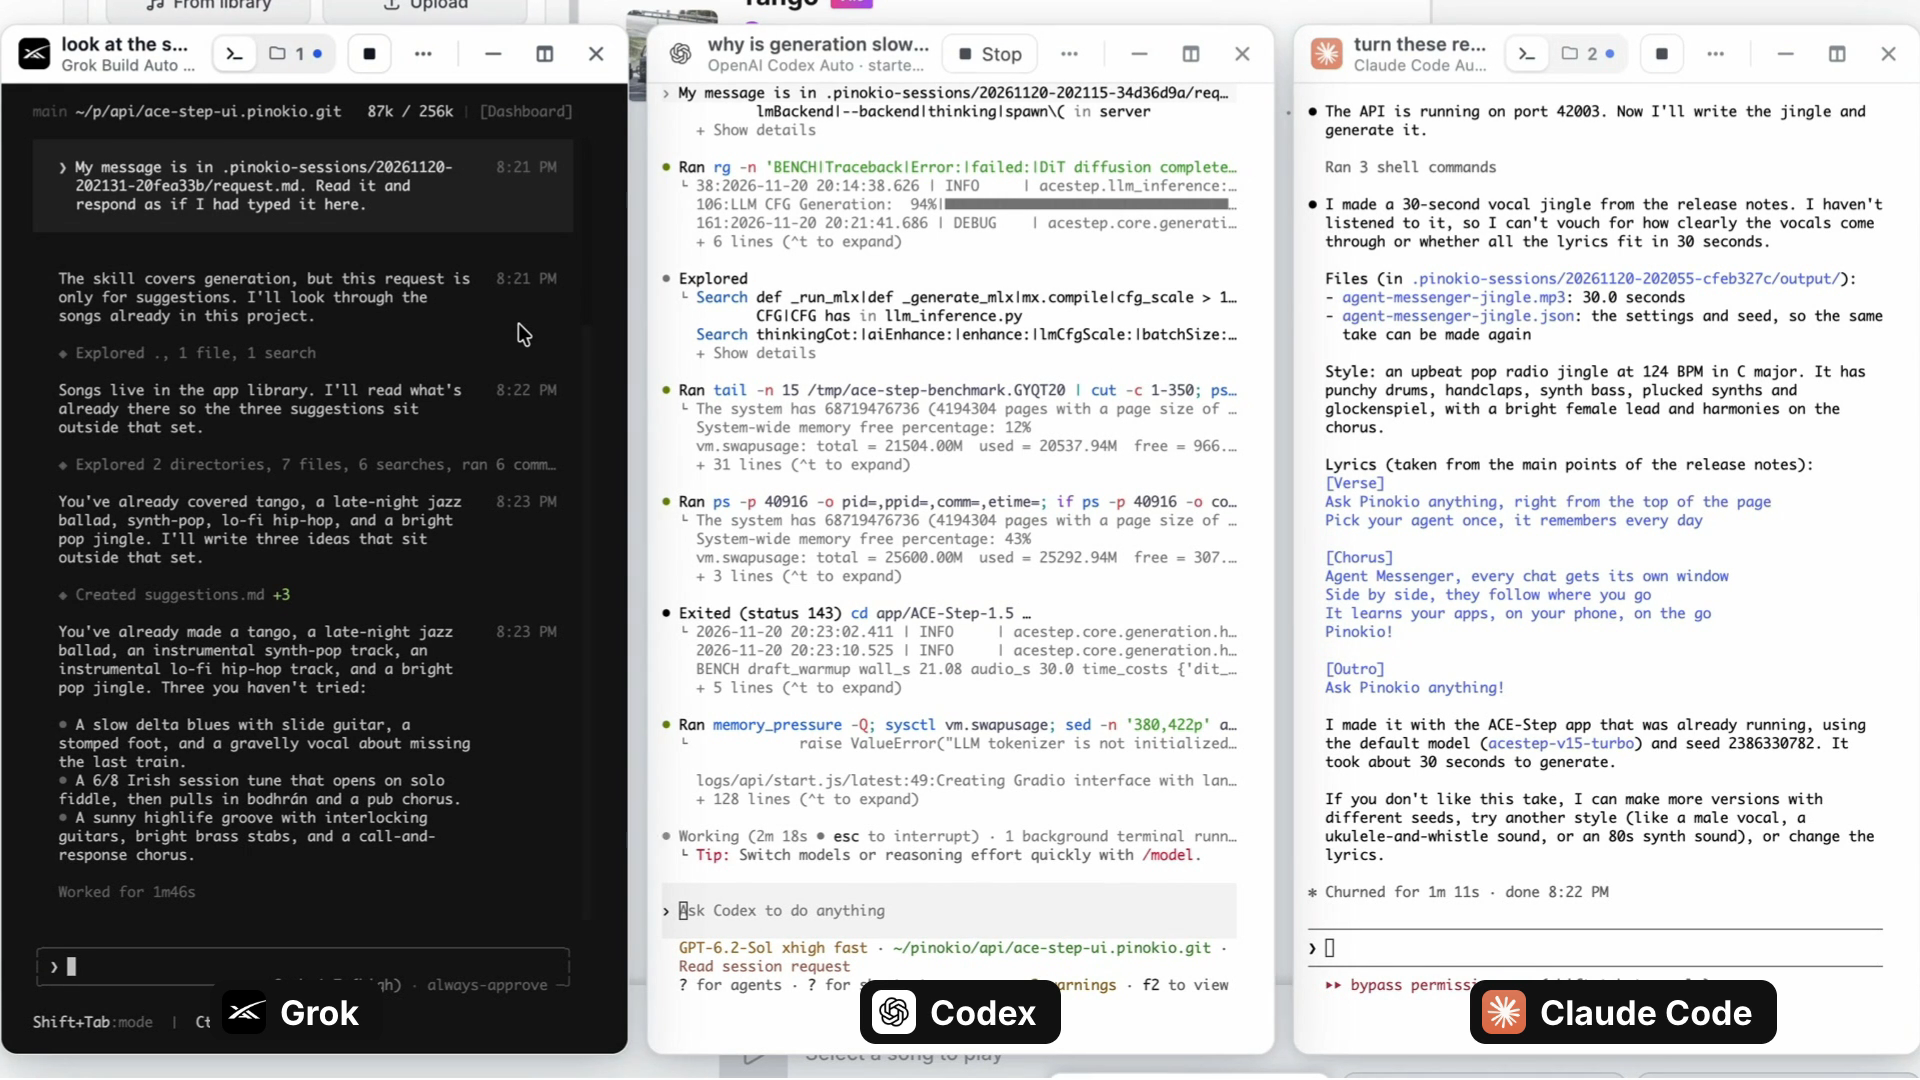 From library
Upload
look at the s...
Grok Build Auto ...
1
main ~/p/api/ace-step-ui.pinokio.git 87k / 256k | [Dashboard]
❯ My message is in .pinokio-sessions/20261120-
202131-20fea33b/request.md. Read it and
respond as if I had typed it here.
8:21 PM
The skill covers generation, but this request is
only for suggestions. I'll look through the
songs already in this project.
8:21 PM
◆ Explored ., 1 file, 1 search
Songs live in the app library. I'll read what's
already there so the three suggestions sit
outside that set.
8:22 PM
◆ Explored 2 directories, 7 files, 6 searches, ran 6 comm…
You've already covered tango, a late-night jazz
ballad, synth-pop, lo-fi hip-hop, and a bright
pop jingle. I'll write three ideas that sit
outside that set.
8:23 PM
◆ Created suggestions.md +3
You've already made a tango, a late-night jazz
ballad, an instrumental synth-pop track, an
instrumental lo-fi hip-hop track, and a bright
pop jingle. Three you haven't tried:
8:23 PM
• A slow delta blues with slide guitar, a
stomped foot, and a gravelly vocal about missing
the last train.
• A 6/8 Irish session tune that opens on solo
fiddle, then pulls in bodhrán and a pub chorus.
• A sunny highlife groove with interlocking
guitars, bright brass stabs, and a call-and-
response chorus.
Worked for 1m46s
❯
· always-approve
Shift+Tab:mode |
Grok
why is generation slow...
OpenAI Codex Auto · starte...
Stop
› My message is in .pinokio-sessions/20261120-202115-34d36d9a/req…
lmBackend|--backend|thinking|spawn\( in server
+ Show details
• Ran rg -n 'BENCH|Traceback|Error:|failed:|DiT diffusion complete…
└ 38:2026-11-20 20:14:38.626 | INFO | acestep.llm_inference:…
106:LLM CFG Generation: 94%|
161:2026-11-20 20:21:41.686 | DEBUG | acestep.core.generati…
+ 6 lines (^t to expand)
• Explored
└ Search def _run_mlx|def _generate_mlx|mx.compile|cfg_scale > 1…
CFG|CFG has in llm_inference.py
Search thinkingCot:|aiEnhance:|enhance:|lmCfgScale:|batchSize:…
+ Show details
• Ran tail -n 15 /tmp/ace-step-benchmark.GYQT20 | cut -c 1-350; ps…
└ The system has 68719476736 (4194304 pages with a page size of …
System-wide memory free percentage: 12%
vm.swapusage: total = 21504.00M used = 20537.94M free = 966.…
+ 31 lines (^t to expand)
• Ran ps -p 40916 -o pid=,ppid=,comm=,etime=; if ps -p 40916 -o co…
└ The system has 68719476736 (4194304 pages with a page size of …
System-wide memory free percentage: 43%
vm.swapusage: total = 25600.00M used = 25292.94M free = 307.…
+ 3 lines (^t to expand)
• Exited (status 143) cd app/ACE-Step-1.5 …
└ 2026-11-20 20:23:02.411 | INFO | acestep.core.generation.h…
2026-11-20 20:23:10.525 | INFO | acestep.core.generation.h…
BENCH draft_warmup wall_s 21.08 audio_s 30.0 time_costs {'dit_…
+ 5 lines (^t to expand)
• Ran memory_pressure -Q; sysctl vm.swapusage; sed -n '380,422p' a…
└ raise ValueError("LLM tokenizer is not initialized…
logs/api/start.js/latest:49:Creating Gradio interface with lan…
+ 128 lines (^t to expand)
• Working (2m 18s • esc to interrupt) · 1 background terminal runn…
└ Tip: Switch models or reasoning effort quickly with /model.
› Ask Codex to do anything
GPT-6.2-Sol xhigh fast · ~/pinokio/api/ace-step-ui.pinokio.git ·
Read session request
? for agents · ? for · f2 to view
Codex
Select a song to play
turn these re...
Claude Code Au...
2
• The API is running on port 42003. Now I'll write the jingle and
generate it.
Ran 3 shell commands
• I made a 30-second vocal jingle from the release notes. I haven't
listened to it, so I can't vouch for how clearly the vocals come
through or whether all the lyrics fit in 30 seconds.
Files (in .pinokio-sessions/20261120-202055-cfeb327c/output/):
- agent-messenger-jingle.mp3: 30.0 seconds
- agent-messenger-jingle.json: the settings and seed, so the same
take can be made again
Style: an upbeat pop radio jingle at 124 BPM in C major. It has
punchy drums, handclaps, synth bass, plucked synths and
glockenspiel, with a bright female lead and harmonies on the
chorus.
Lyrics (taken from the main points of the release notes):
[Verse]
Ask Pinokio anything, right from the top of the page
Pick your agent once, it remembers every day
[Chorus]
Agent Messenger, every chat gets its own window
Side by side, they follow where you go
It learns your apps, on your phone, on the go
Pinokio!
[Outro]
Ask Pinokio anything!
I made it with the ACE-Step app that was already running, using
the default model (acestep-v15-turbo) and seed 2386330782. It
took about 30 seconds to generate.
If you don't like this take, I can make more versions with
different seeds, try another style (like a male vocal, a
ukulele-and-whistle sound, or an 80s synth sound), or change the
lyrics.
✻ Churned for 1m 11s · done 8:22 PM
❯
▸▸ bypass
Claude Code